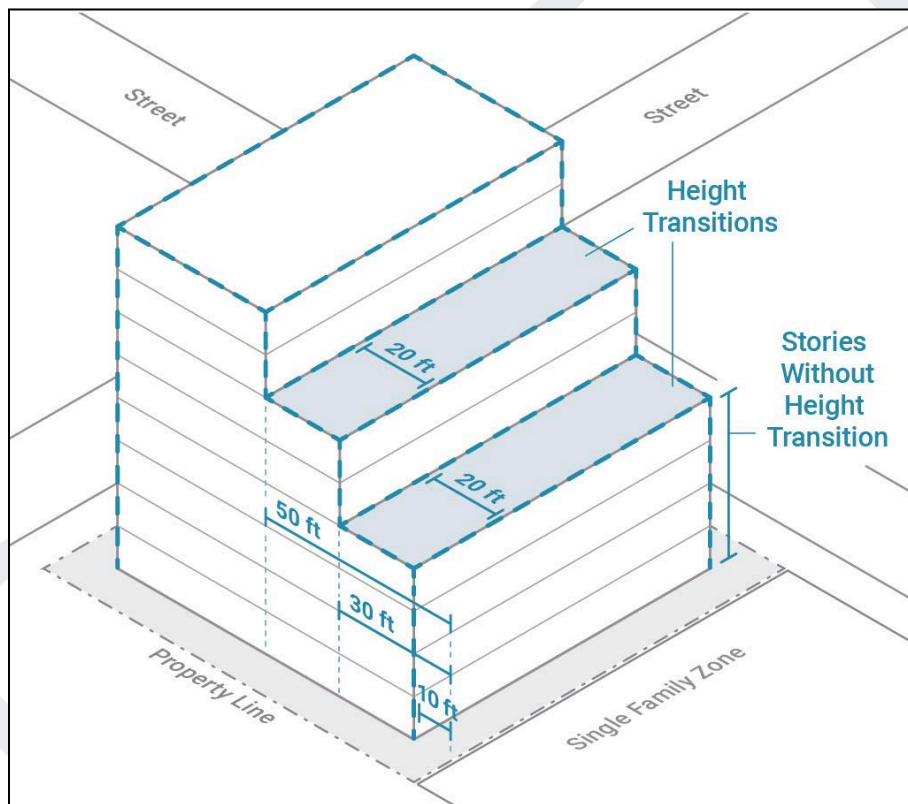 Street
Street
Height
Transitions
Stories
Without
Height
Transition
20 ft
20 ft
50 ft
30 ft
10 ft
Property Line
Single Family Zone